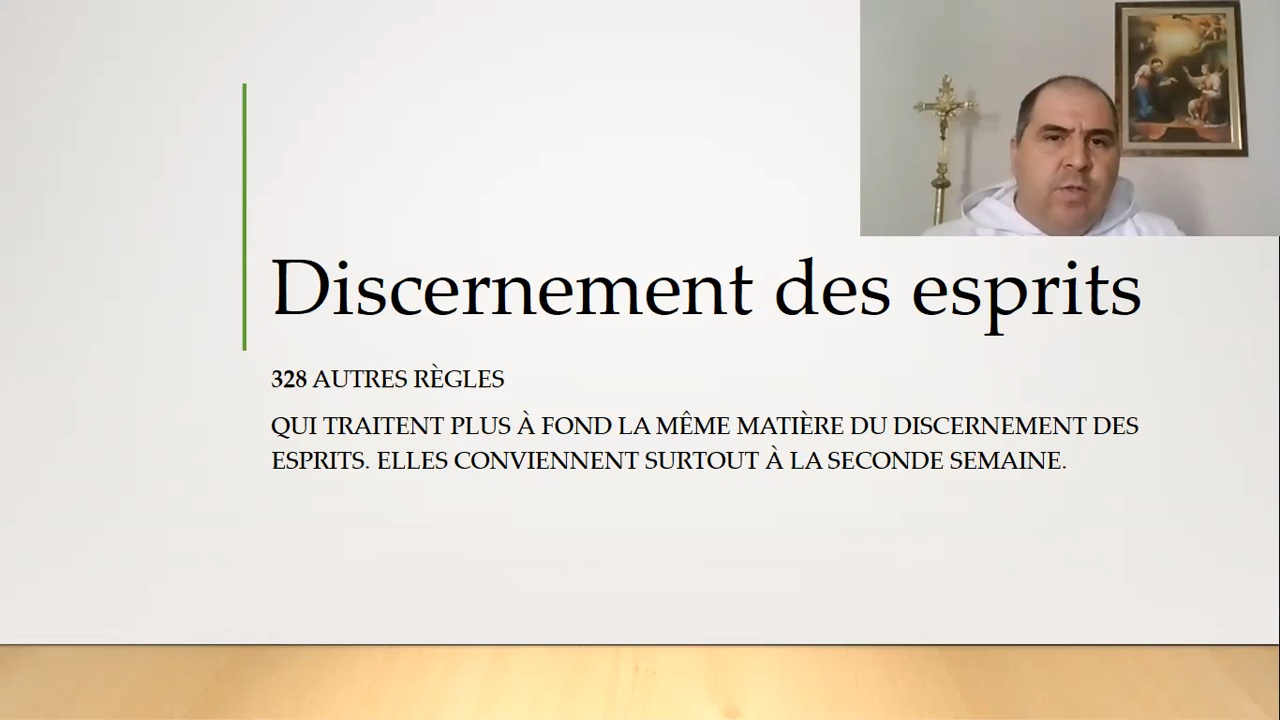 Discernement des esprits
328 AUTRES RÈGLES
QUI TRAITENT PLUS À FOND LA MÊME MATIÈRE DU DISCERNEMENT DES
ESPRITS. ELLES CONVIENNENT SURTOUT À LA SECONDE SEMAINE.